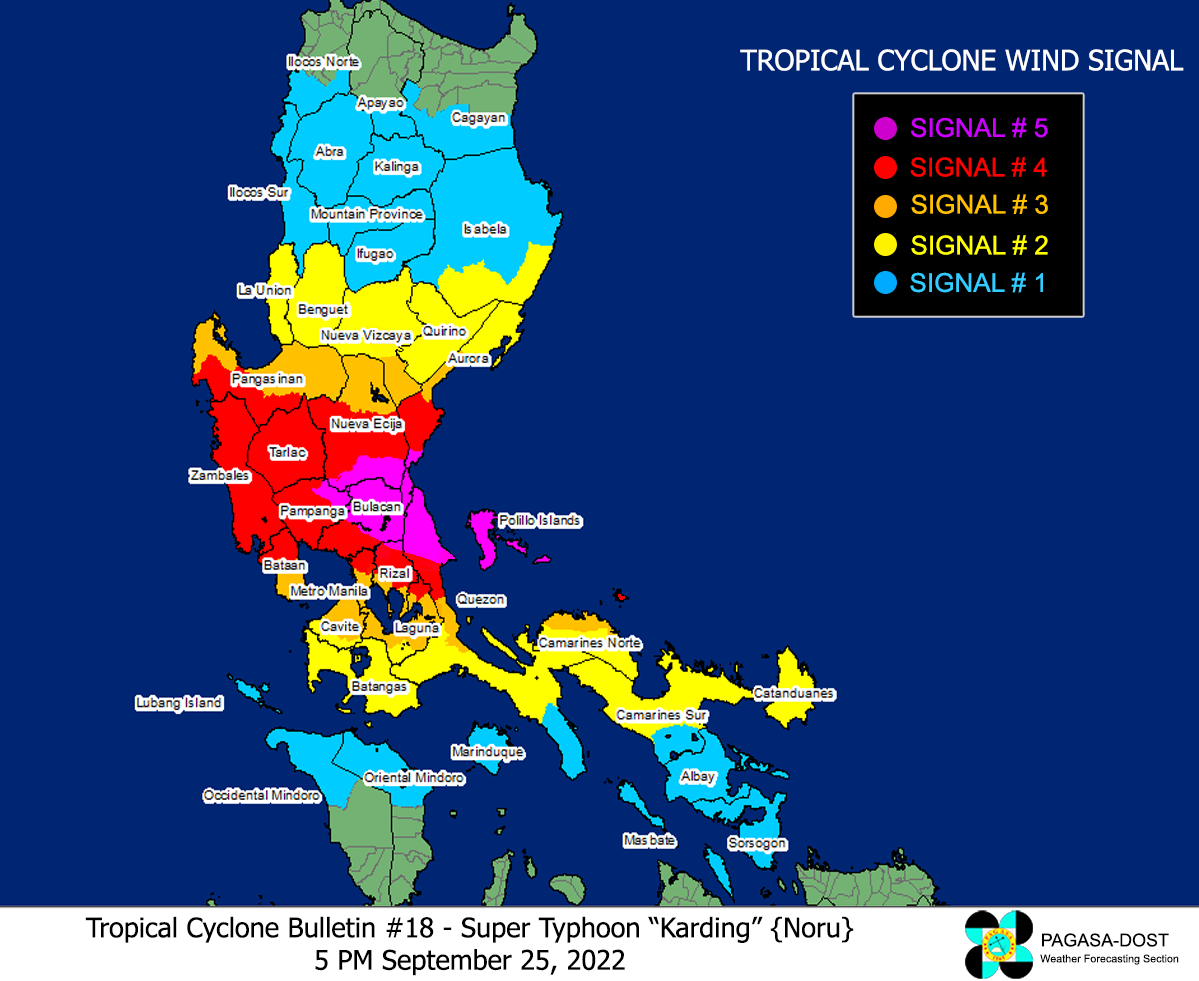 TROPICAL CYCLONE WIND SIGNAL
SIGNAL # 5
SIGNAL # 4
SIGNAL # 3
SIGNAL # 2
SIGNAL # 1
Ilocos Norte
Apayao
Cagayan
Abra
Kalinga
Ilocos Sur
Mountain Province
Isabela
Ifugao
La Union
Benguet
Nueva Vizcaya
Quirino
Aurora
Pangasinan
Nueva Ecija
Tarlac
Zambales
Pampanga
Bulacan
Polillo Islands
Bataan
Rizal
Metro Manila
Quezon
Cavite
Laguna
Camarines Norte
Batangas
Catanduanes
Lubang Island
Camarines Sur
Marinduque
Oriental Mindoro
Albay
Occidental Mindoro
Masbate
Sorsogon
Tropical Cyclone Bulletin #18 - Super Typhoon “Karding” {Noru}
5 PM September 25, 2022
PAGASA-DOST
Weather Forecasting Section